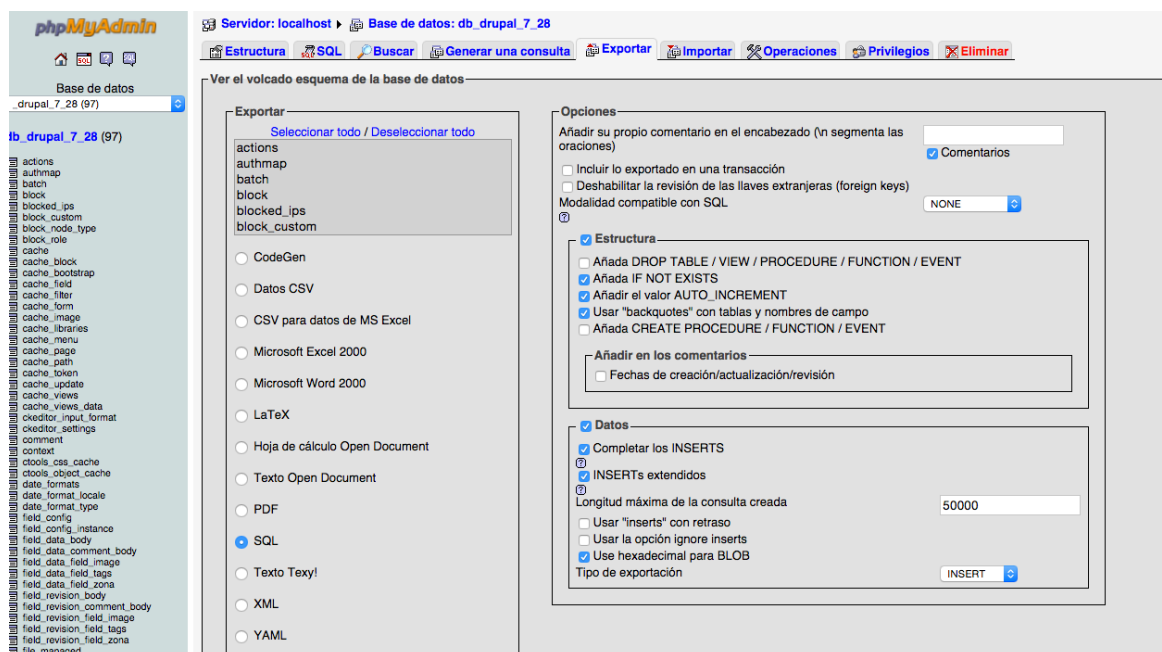 phpMyAdmin
Base de datos
_drupal_7_28 (97)
db_drupal_7_28 (97)
actions
authmap
batch
block
blocked_ips
block_custom
block_node_type
block_role
cache
cache_block
cache_bootstrap
cache_field
cache_filter
cache_form
cache_image
cache_libraries
cache_menu
cache_page
cache_path
cache_token
cache_update
cache_views
cache_views_data
ckeditor_input_format
ckeditor_settings
comment
context
ctools_css_cache
ctools_object_cache
date_formats
date_format_locale
date_format_type
field_config
field_config_instance
field_data_body
field_data_comment_body
field_data_field_image
field_data_field_tags
field_data_field_zona
field_revision_body
field_revision_comment_body
field_revision_field_image
field_revision_field_tags
field_revision_field_zona
file_managed
Servidor: localhost Base de datos: db_drupal_7_28
Estructura SQL Buscar Generar una consulta Exportar Importar Operaciones Privilegios Eliminar
Ver el volcado esquema de la base de datos
Exportar
Seleccionar todo / Deseleccionar todo
actions
authmap
batch
block
blocked_ips
block_custom
CodeGen
Datos CSV
CSV para datos de MS Excel
Microsoft Excel 2000
Microsoft Word 2000
LaTeX
Hoja de cálculo Open Document
Texto Open Document
PDF
SQL
Texto Texy!
XML
YAML
Opciones
Añadir su propio comentario en el encabezado (\n segmenta las
oraciones)
Comentarios
Incluir lo exportado en una transacción
Deshabilitar la revisión de las llaves extranjeras (foreign keys)
Modalidad compatible con SQL NONE
Estructura
Añada DROP TABLE / VIEW / PROCEDURE / FUNCTION / EVENT
Añada IF NOT EXISTS
Añadir el valor AUTO_INCREMENT
Usar "backquotes" con tablas y nombres de campo
Añada CREATE PROCEDURE / FUNCTION / EVENT
Añadir en los comentarios
Fechas de creación/actualización/revisión
Datos
Completar los INSERTS
INSERTs extendidos
Longitud máxima de la consulta creada 50000
Usar "inserts" con retraso
Usar la opción ignore inserts
Use hexadecimal para BLOB
Tipo de exportación INSERT